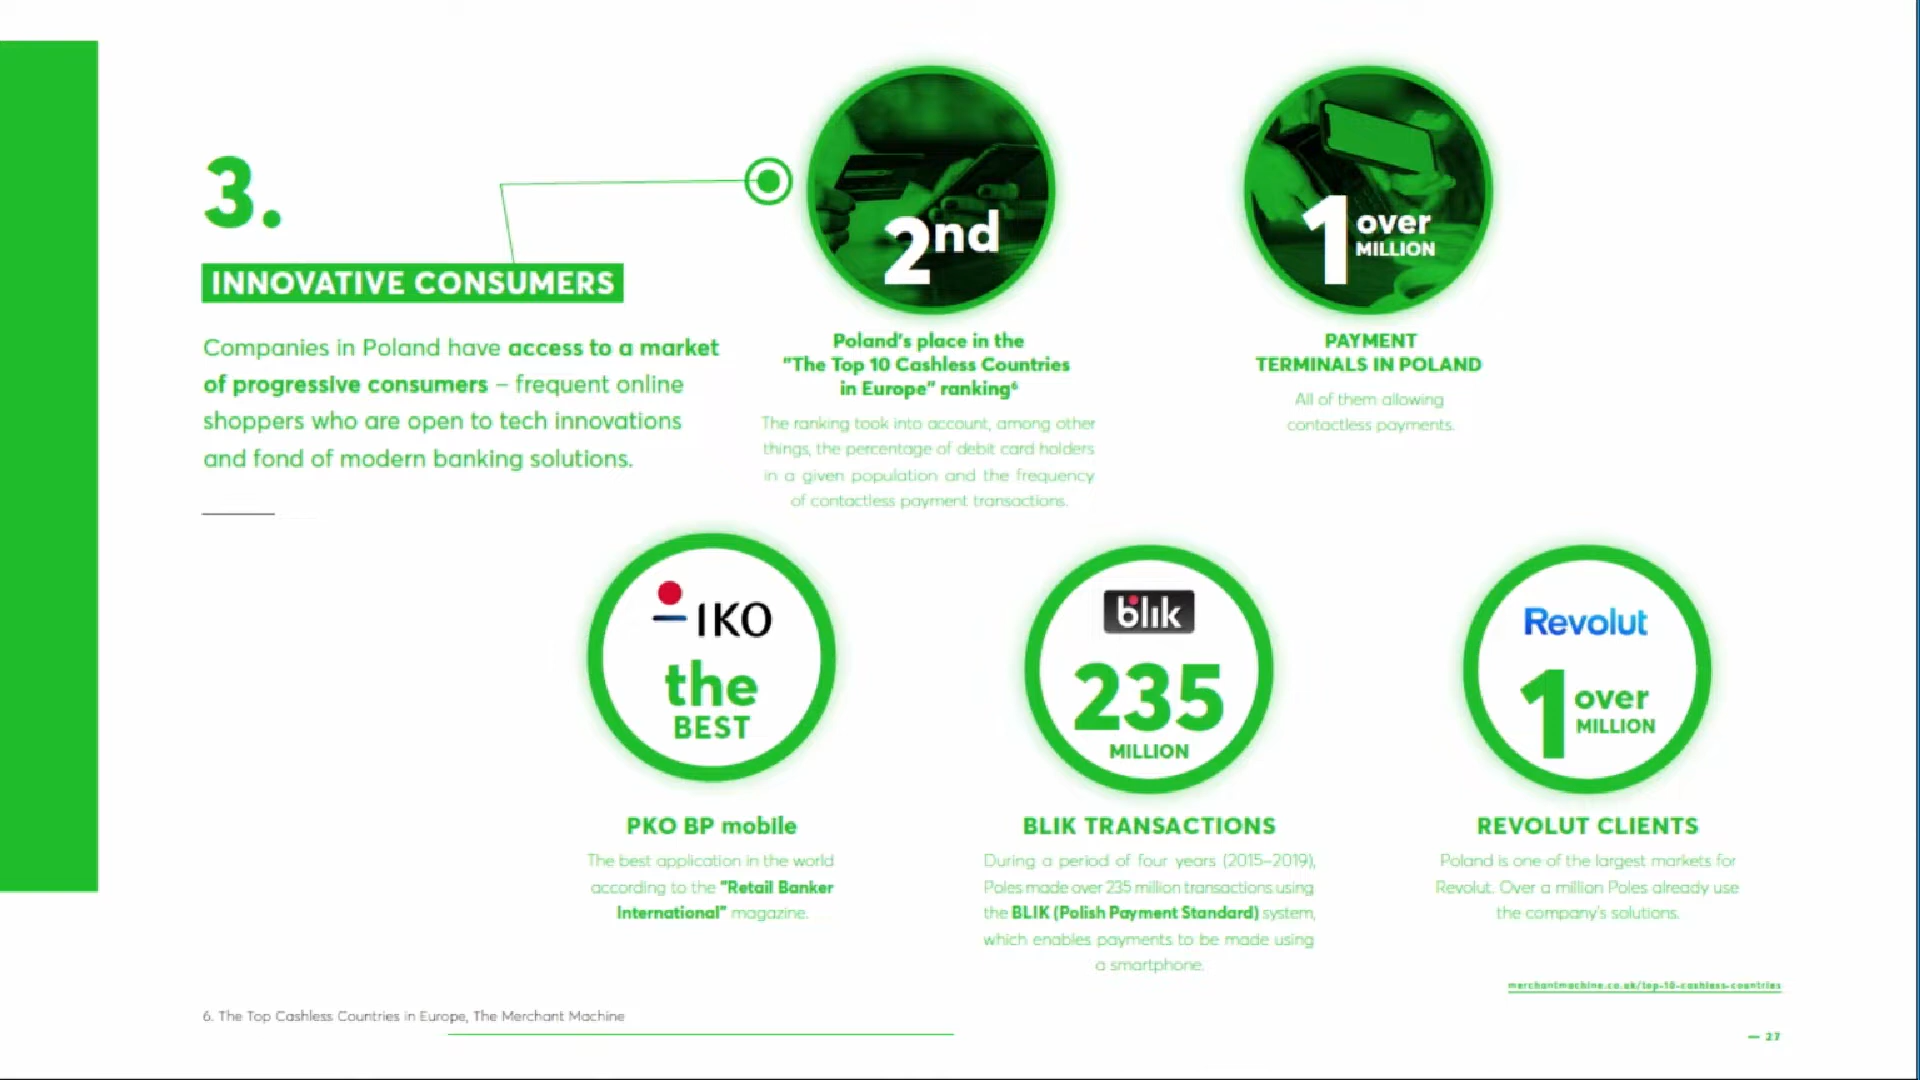 3.
INNOVATIVE CONSUMERS
Companies in Poland have access to a market
of progressive consumers – frequent online
shoppers who are open to tech innovations
and fond of modern banking solutions.
2nd
Poland's place in the
"The Top 10 Cashless Countries
in Europe" ranking⁶
The ranking took into account, among other
things, the percentage of debit card holders
in a given population and the frequency
of contactless payment transactions.
1 over
MILLION
PAYMENT
TERMINALS IN POLAND
All of them allowing
contactless payments.
IKO
the
BEST
PKO BP mobile
The best application in the world
according to the "Retail Banker
International" magazine.
blik
235
MILLION
BLIK TRANSACTIONS
During a period of four years (2015–2019),
Poles made over 235 million transactions using
the BLIK (Polish Payment Standard) system,
which enables payments to be made using
a smartphone.
Revolut
1 over
MILLION
REVOLUT CLIENTS
Poland is one of the largest markets for
Revolut. Over a million Poles already use
the company's solutions.
merchantmachine.co.uk/top-10-cashless-countries
6. The Top Cashless Countries in Europe, The Merchant Machine
— 27